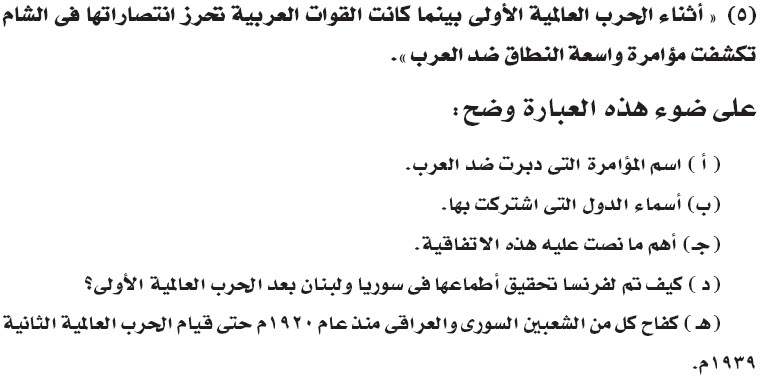 (٥) « أثناء الحرب العالمية الأولى بينما كانت القوات العربية تحرز انتصاراتها فى الشام
تكشفت مؤامرة واسعة النطاق ضد العرب ».
على ضوء هذه العبارة وضح :
( أ ) اسم المؤامرة التى دبرت ضد العرب.
(ب) أسماء الدول التى اشتركت بها.
(جـ) أهم ما نصت عليه هذه الاتفاقية.
( د ) كيف تم لفرنسا تحقيق أطماعها فى سوريا ولبنان بعد الحرب العالمية الأولى؟
(هـ) كفاح كل من الشعبين السورى والعراقى منذ عام ١٩٢٠م حتى قيام الحرب العالمية الثانية
١٩٣٩م.